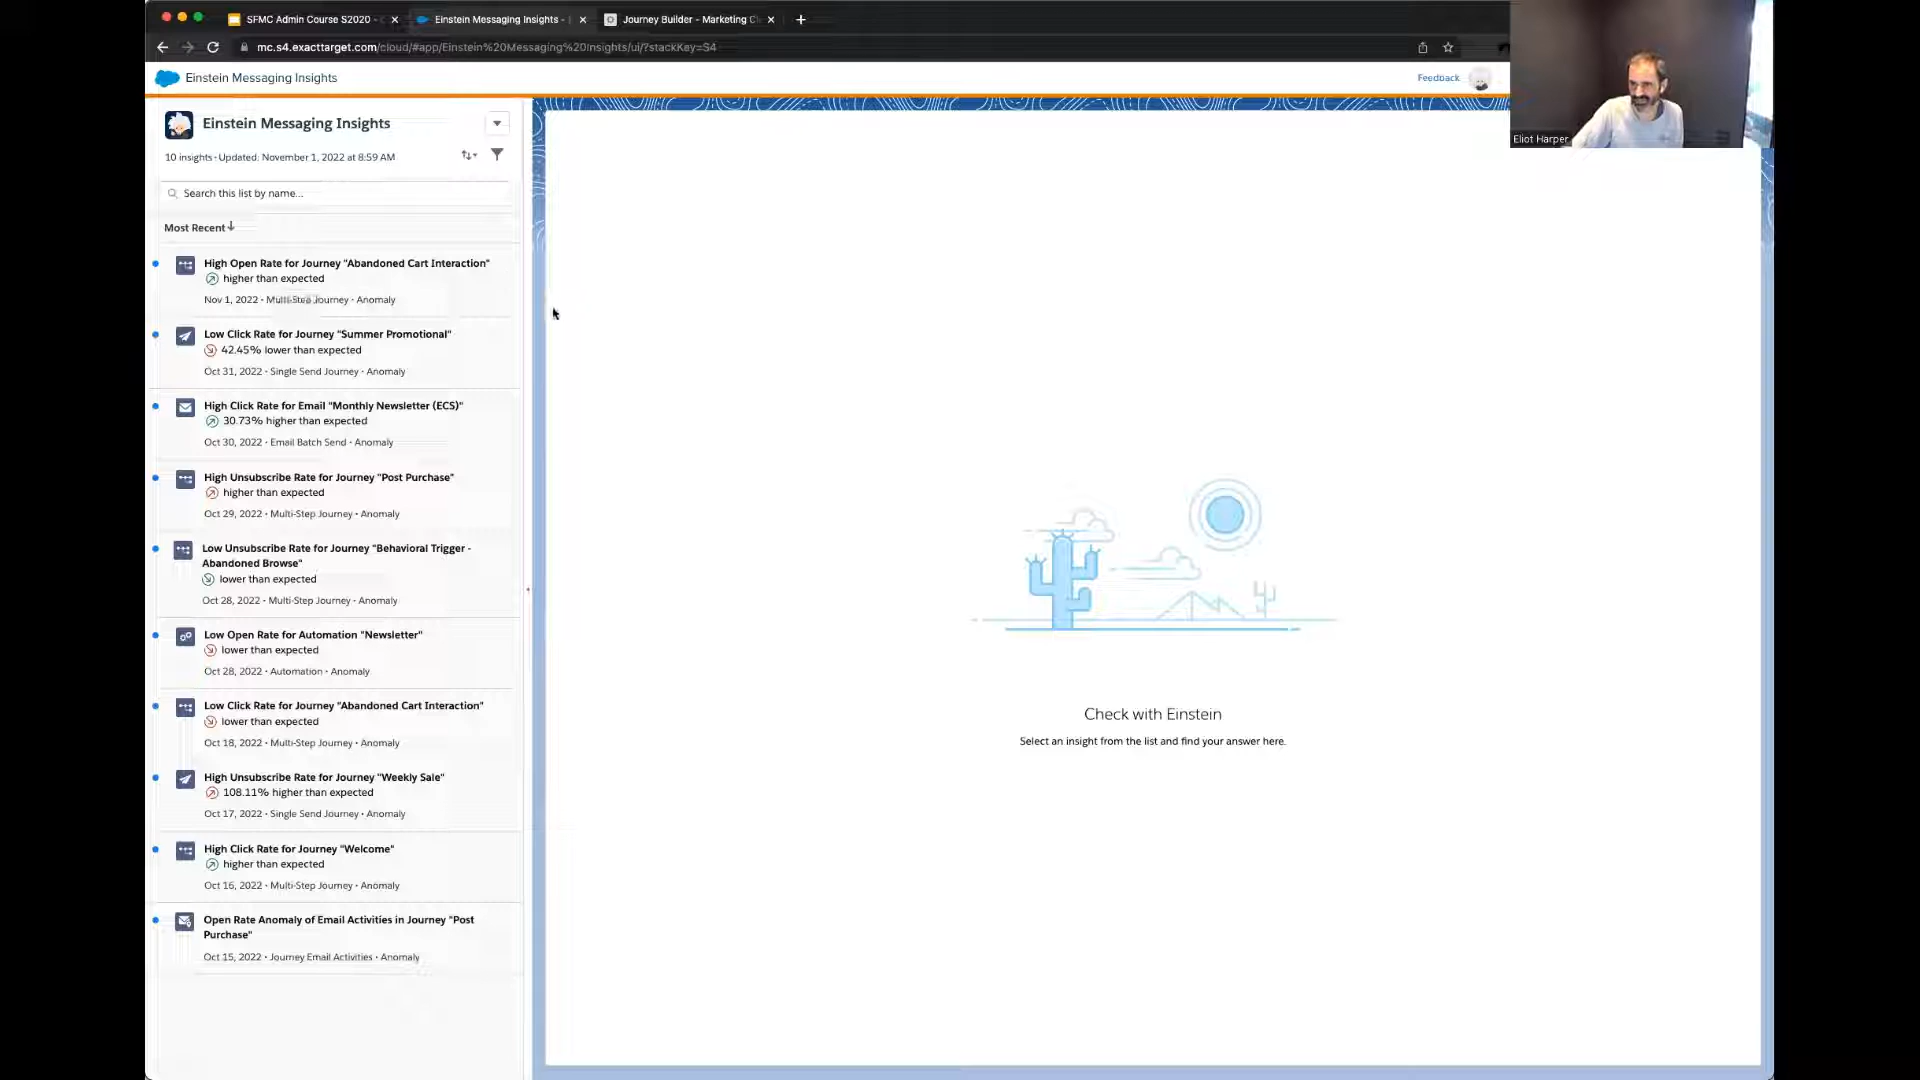 SFMC Admin Course S2020 -
Einstein Messaging Insights -
Journey Builder - Marketing Cl
mc.s4.exacttarget.com/cloud/#app/Einstein%20Messaging%20Insights/ui/?stackKey=S4
Einstein Messaging Insights
Feedback
Eliot Harper
Einstein Messaging Insights
10 insights · Updated: November 1, 2022 at 8:59 AM
Search this list by name...
Most Recent
High Open Rate for Journey "Abandoned Cart Interaction"
higher than expected
Nov 1, 2022 · Multi-Step Journey · Anomaly
Low Click Rate for Journey "Summer Promotional"
42.45% lower than expected
Oct 31, 2022 · Single Send Journey · Anomaly
High Click Rate for Email "Monthly Newsletter (ECS)"
30.73% higher than expected
Oct 30, 2022 · Email Batch Send · Anomaly
High Unsubscribe Rate for Journey "Post Purchase"
higher than expected
Oct 29, 2022 · Multi-Step Journey · Anomaly
Low Unsubscribe Rate for Journey "Behavioral Trigger -
Abandoned Browse"
lower than expected
Oct 28, 2022 · Multi-Step Journey · Anomaly
Low Open Rate for Automation "Newsletter"
lower than expected
Oct 28, 2022 · Automation · Anomaly
Low Click Rate for Journey "Abandoned Cart Interaction"
lower than expected
Oct 18, 2022 · Multi-Step Journey · Anomaly
High Unsubscribe Rate for Journey "Weekly Sale"
108.11% higher than expected
Oct 17, 2022 · Single Send Journey · Anomaly
High Click Rate for Journey "Welcome"
higher than expected
Oct 16, 2022 · Multi-Step Journey · Anomaly
Open Rate Anomaly of Email Activities in Journey "Post
Purchase"
Oct 15, 2022 · Journey Email Activities · Anomaly
Check with Einstein
Select an insight from the list and find your answer here.